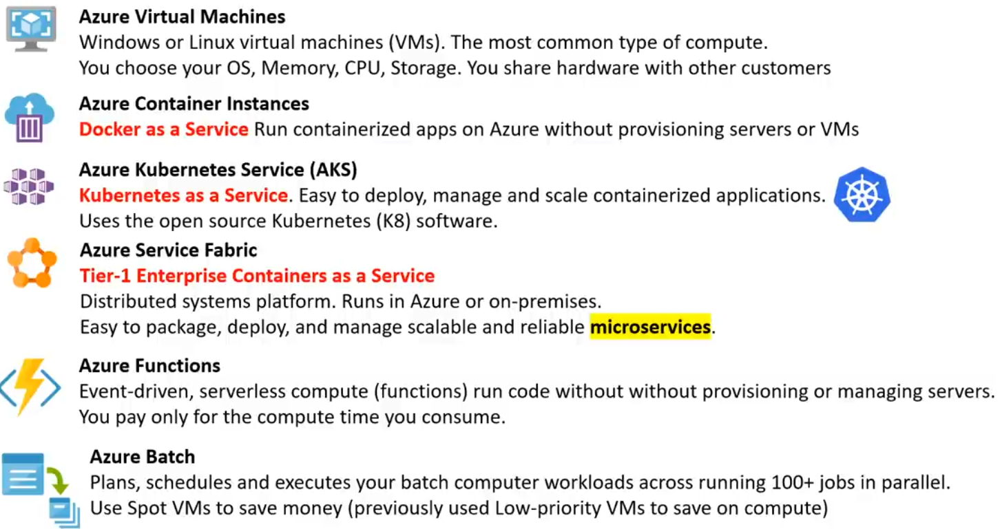 Azure Virtual Machines
Windows or Linux virtual machines (VMs). The most common type of compute.
You choose your OS, Memory, CPU, Storage. You share hardware with other customers
Azure Container Instances
Docker as a Service Run containerized apps on Azure without provisioning servers or VMs
Azure Kubernetes Service (AKS)
Kubernetes as a Service. Easy to deploy, manage and scale containerized applications.
Uses the open source Kubernetes (K8) software.
Azure Service Fabric
Tier-1 Enterprise Containers as a Service
Distributed systems platform. Runs in Azure or on-premises.
Easy to package, deploy, and manage scalable and reliable microservices.
Azure Functions
Event-driven, serverless compute (functions) run code without without provisioning or managing servers.
You pay only for the compute time you consume.
Azure Batch
Plans, schedules and executes your batch computer workloads across running 100+ jobs in parallel.
Use Spot VMs to save money (previously used Low-priority VMs to save on compute)